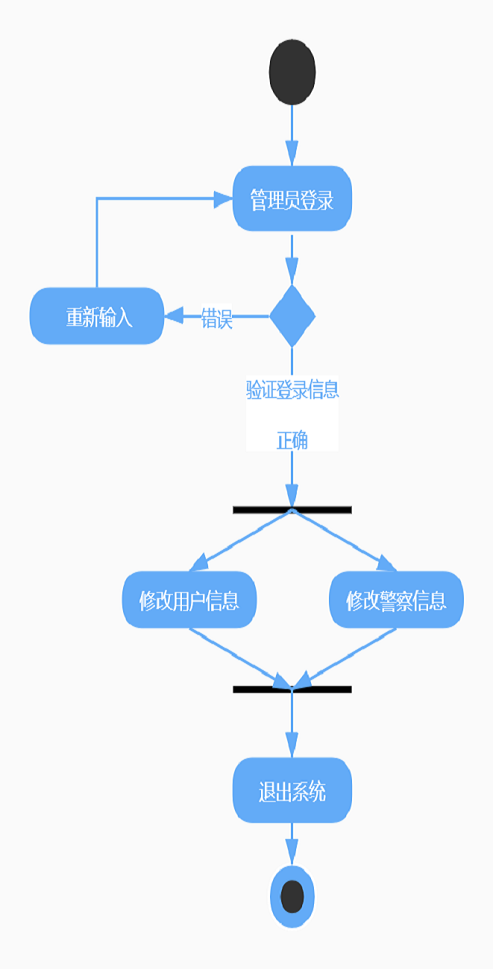 管理员登录
重新输入
错误
验证登录信息
正确
修改用户信息
修改警察信息
退出系统